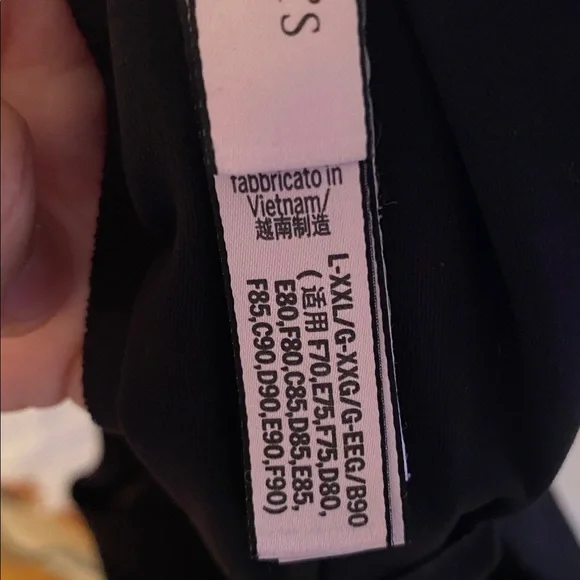 fabbricato in
Vietnam/
越南制造
L-XXL/G-XXG/G-EEG/B90
(适用 F70,E75,F75,D80,
E80,F80,C85,D85,E85,
F85,C90,D90,E90,F90)